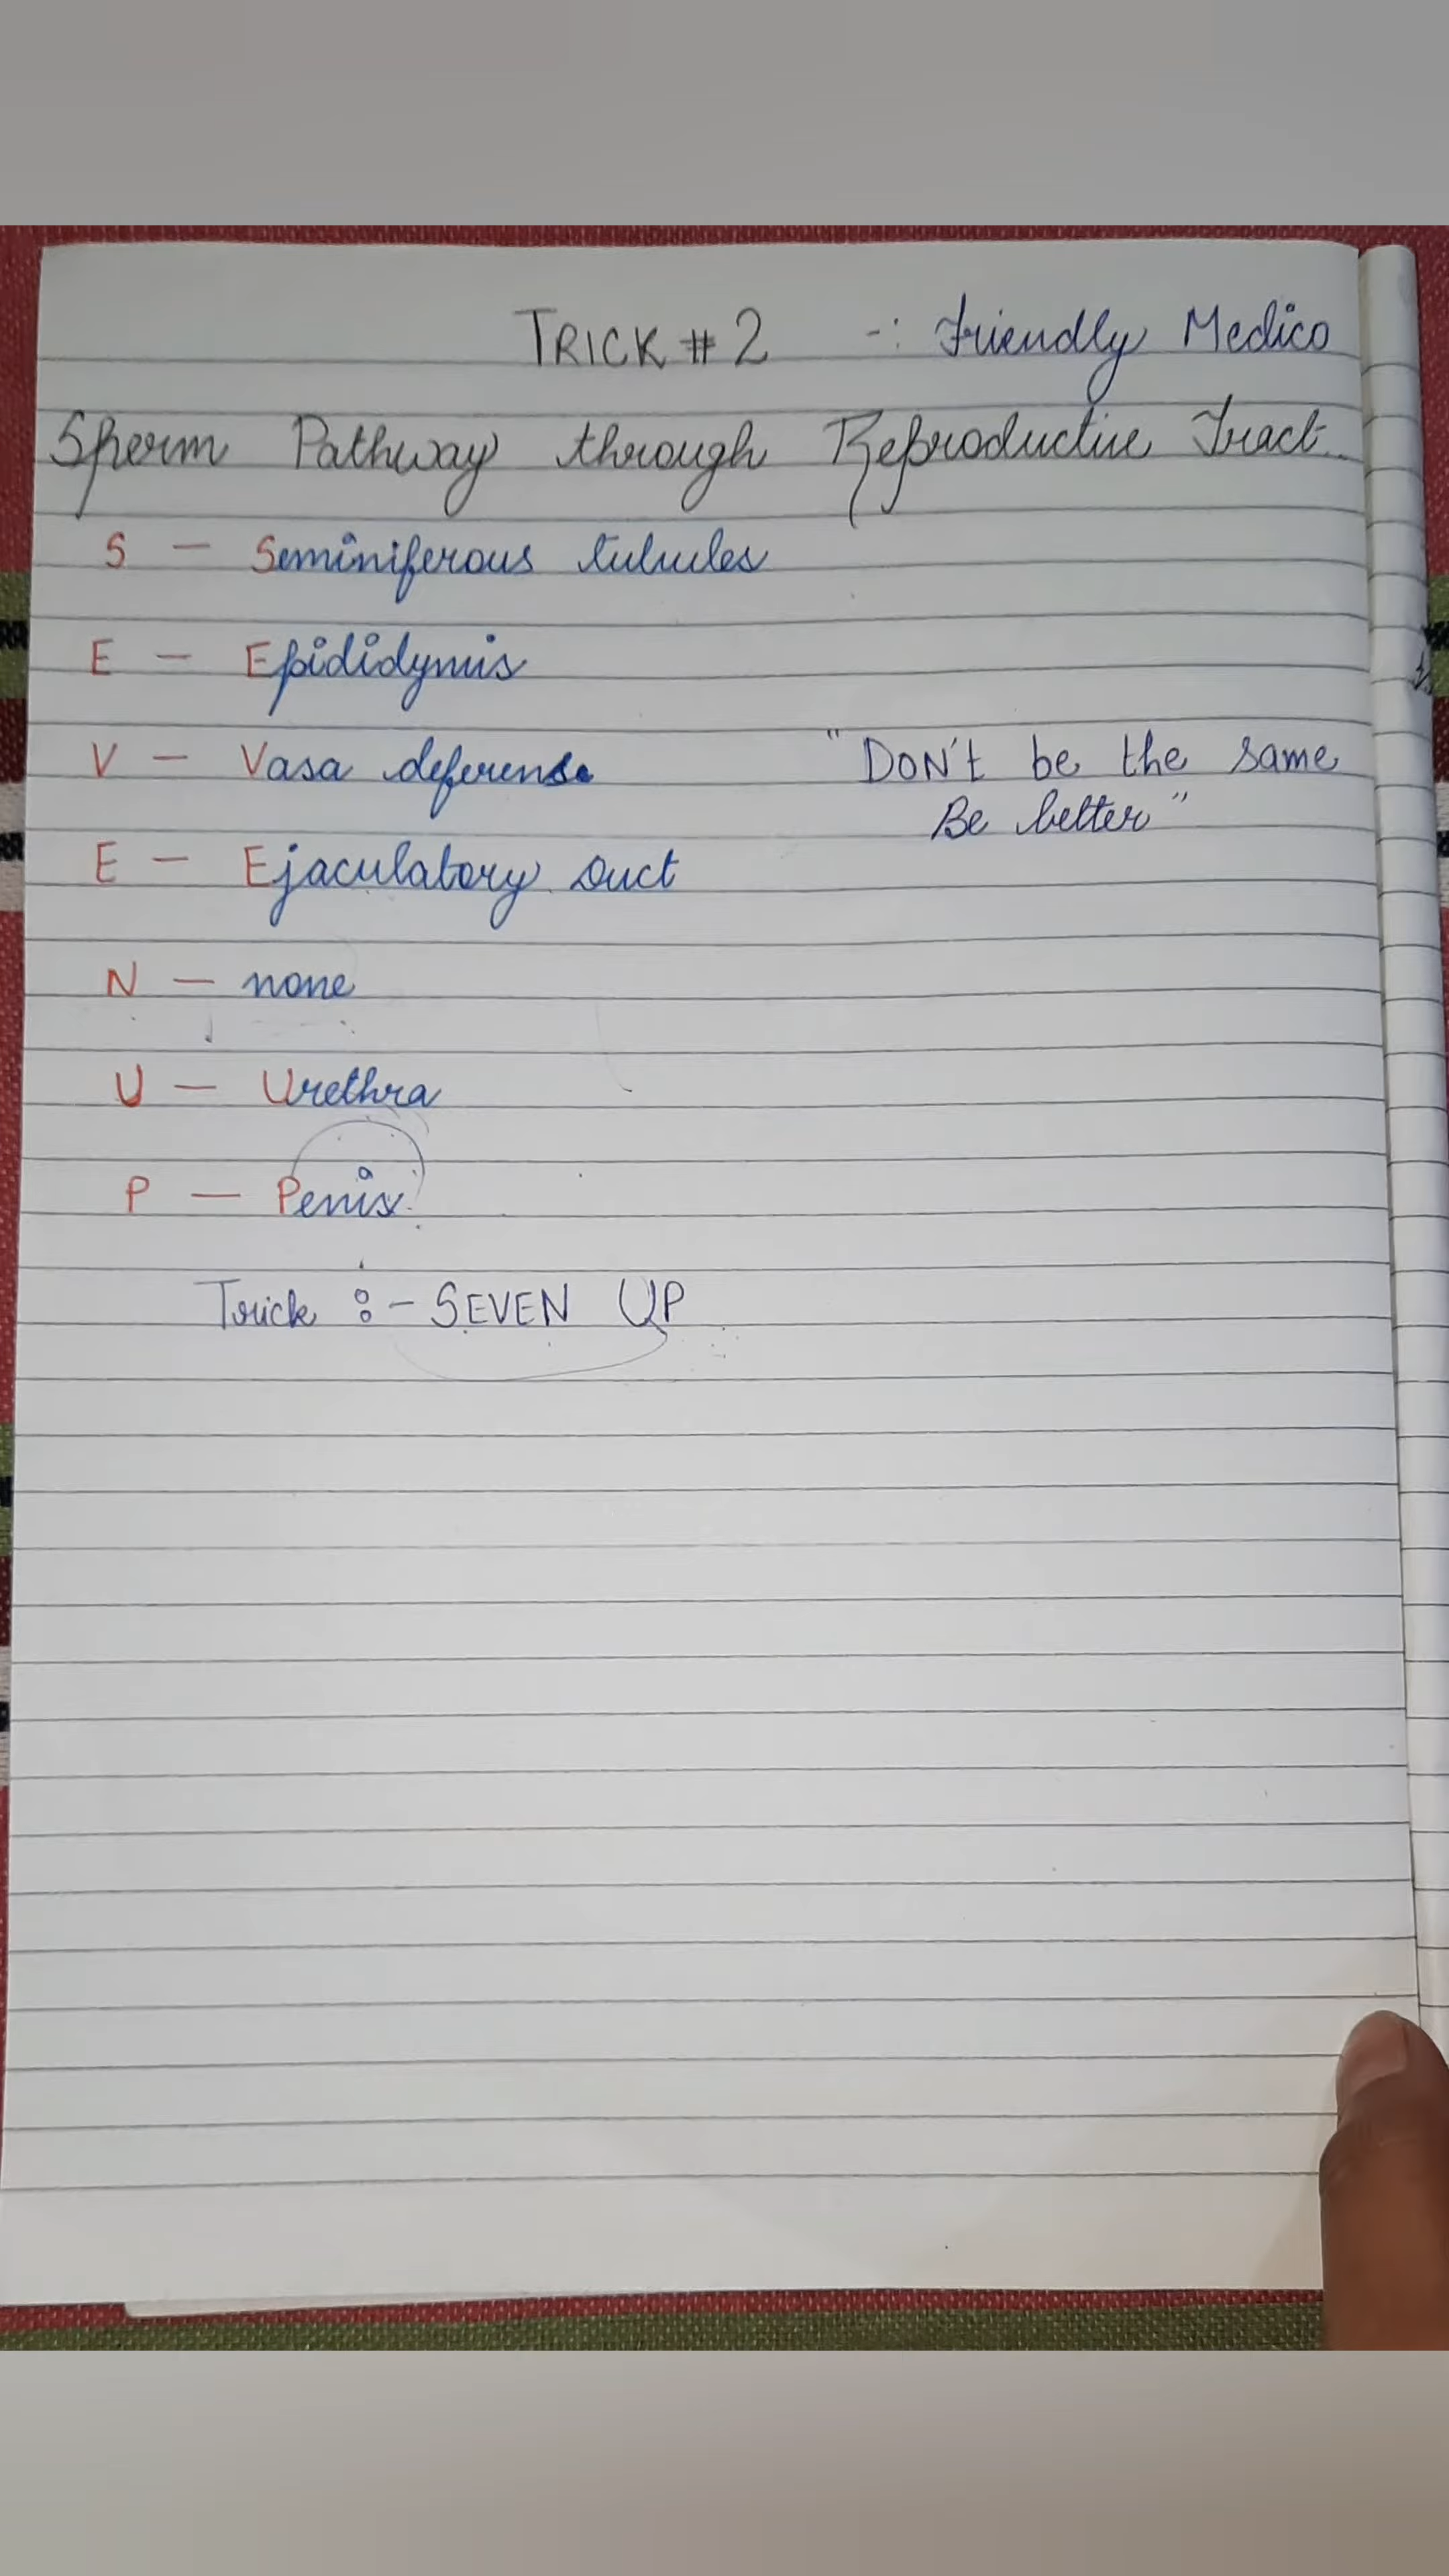 TRICK # 2 -: Friendly Medico
Sperm Pathway through Reproductive Tract
S - Seminiferous tubules
E - Epididymis
V - Vasa deferens
"DON't be the same
Be better"
E - Ejaculatory Duct
N - none
U - Urethra
P - Penis
Trick :- SEVEN UP